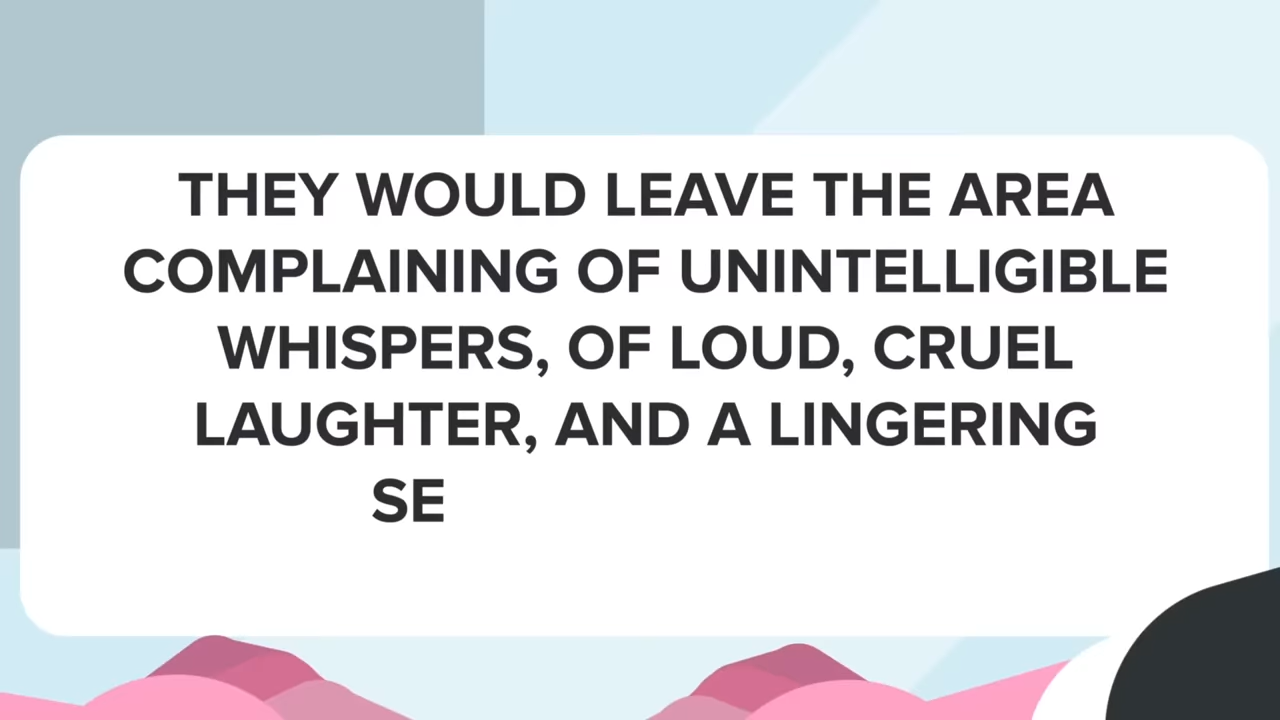 THEY WOULD LEAVE THE AREA
COMPLAINING OF UNINTELLIGIBLE
WHISPERS, OF LOUD, CRUEL
LAUGHTER, AND A LINGERING
SE